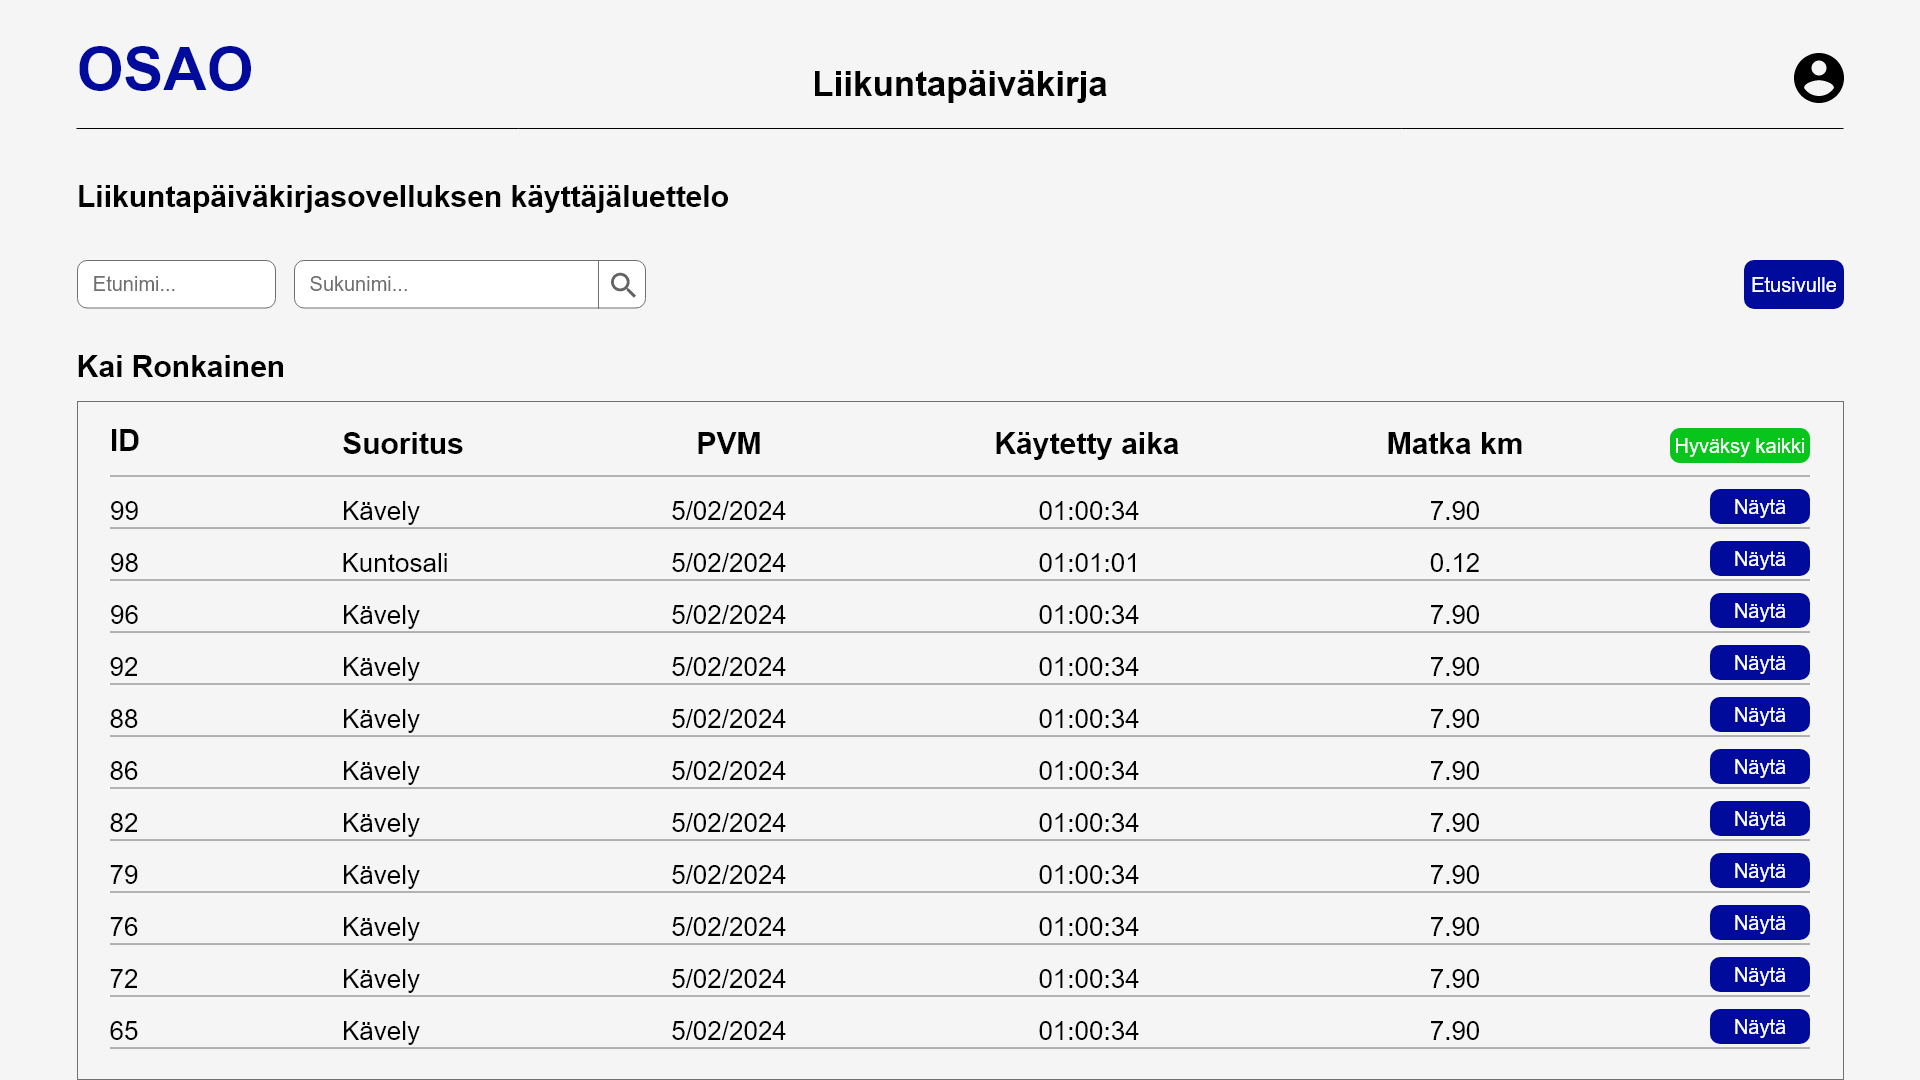 OSAO
Liikuntapäiväkirja
Liikuntapäiväkirjasovelluksen käyttäjäluettelo
Etunimi... Sukunimi... Etusivulle
Kai Ronkainen
ID Suoritus PVM Käytetty aika Matka km Hyväksy kaikki
99 Kävely 5/02/2024 01:00:34 7.90 Näytä
98 Kuntosali 5/02/2024 01:01:01 0.12 Näytä
96 Kävely 5/02/2024 01:00:34 7.90 Näytä
92 Kävely 5/02/2024 01:00:34 7.90 Näytä
88 Kävely 5/02/2024 01:00:34 7.90 Näytä
86 Kävely 5/02/2024 01:00:34 7.90 Näytä
82 Kävely 5/02/2024 01:00:34 7.90 Näytä
79 Kävely 5/02/2024 01:00:34 7.90 Näytä
76 Kävely 5/02/2024 01:00:34 7.90 Näytä
72 Kävely 5/02/2024 01:00:34 7.90 Näytä
65 Kävely 5/02/2024 01:00:34 7.90 Näytä